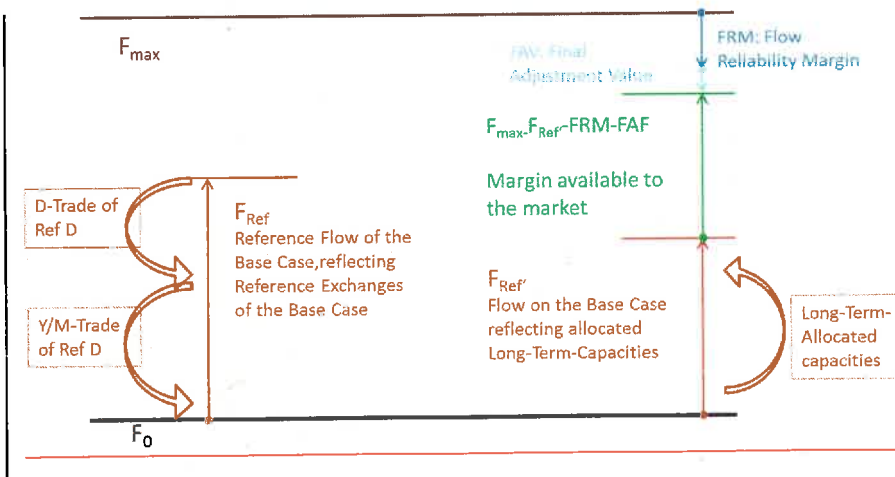 Fmax
FRM: Flow
Reliability Margin
FAV: Final
Adjustment Value
Fmax-FRef'-FRM-FAF
Margin available to
the market
D-Trade of
Ref D
FRef
Reference Flow of the
Base Case,reflecting
Reference Exchanges
of the Base Case
Y/M-Trade
of Ref D
FRef'
Flow on the Base Case
reflecting allocated
Long-Term-Capacities
Long-Term-
Allocated
capacities
F0